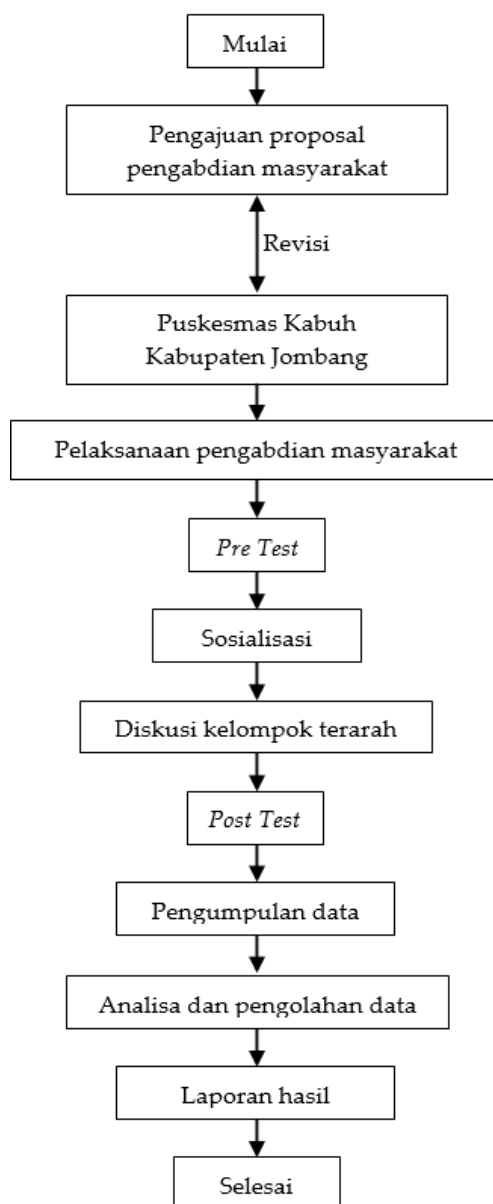 Mulai
Pengajuan proposal
pengabdian masyarakat
Revisi
Puskesmas Kabuh
Kabupaten Jombang
Pelaksanaan pengabdian masyarakat
Pre Test
Sosialisasi
Diskusi kelompok terarah
Post Test
Pengumpulan data
Analisa dan pengolahan data
Laporan hasil
Selesai